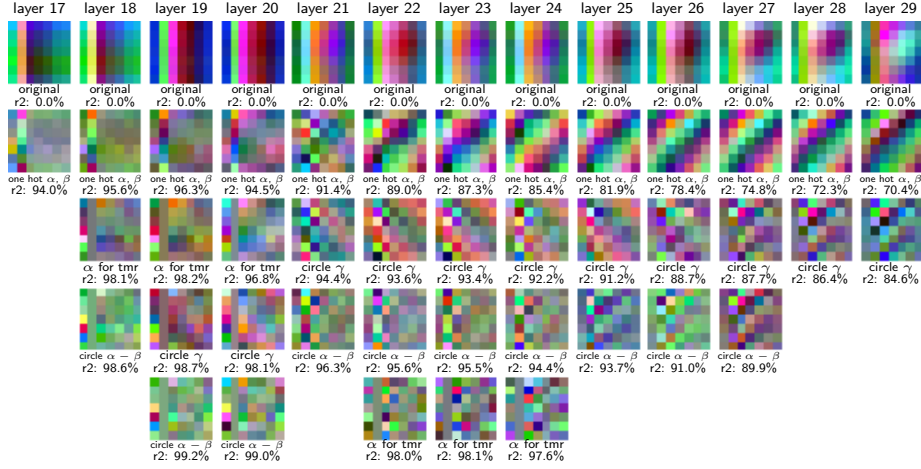 layer 17 layer 18 layer 19 layer 20 layer 21 layer 22 layer 23 layer 24 layer 25 layer 26 layer 27 layer 28 layer 29
original original original original original original original original original original original original original
r2: 0.0% r2: 0.0% r2: 0.0% r2: 0.0% r2: 0.0% r2: 0.0% r2: 0.0% r2: 0.0% r2: 0.0% r2: 0.0% r2: 0.0% r2: 0.0% r2: 0.0%
one hot α, β one hot α, β one hot α, β one hot α, β one hot α, β one hot α, β one hot α, β one hot α, β one hot α, β one hot α, β one hot α, β one hot α, β one hot α, β
r2: 94.0% r2: 95.6% r2: 96.3% r2: 94.5% r2: 91.4% r2: 89.0% r2: 87.3% r2: 85.4% r2: 81.9% r2: 78.4% r2: 74.8% r2: 72.3% r2: 70.4%
α for tmr α for tmr α for tmr circle γ circle γ circle γ circle γ circle γ circle γ circle γ circle γ circle γ
r2: 98.1% r2: 98.2% r2: 96.8% r2: 94.4% r2: 93.6% r2: 93.4% r2: 92.2% r2: 91.2% r2: 88.7% r2: 87.7% r2: 86.4% r2: 84.6%
circle α − β circle γ circle γ circle α − β circle α − β circle α − β circle α − β circle α − β circle α − β circle α − β
r2: 98.6% r2: 98.7% r2: 98.1% r2: 96.3% r2: 95.6% r2: 95.5% r2: 94.4% r2: 93.7% r2: 91.0% r2: 89.9%
circle α − β circle α − β α for tmr α for tmr α for tmr
r2: 99.2% r2: 99.0% r2: 98.0% r2: 98.1% r2: 97.6%